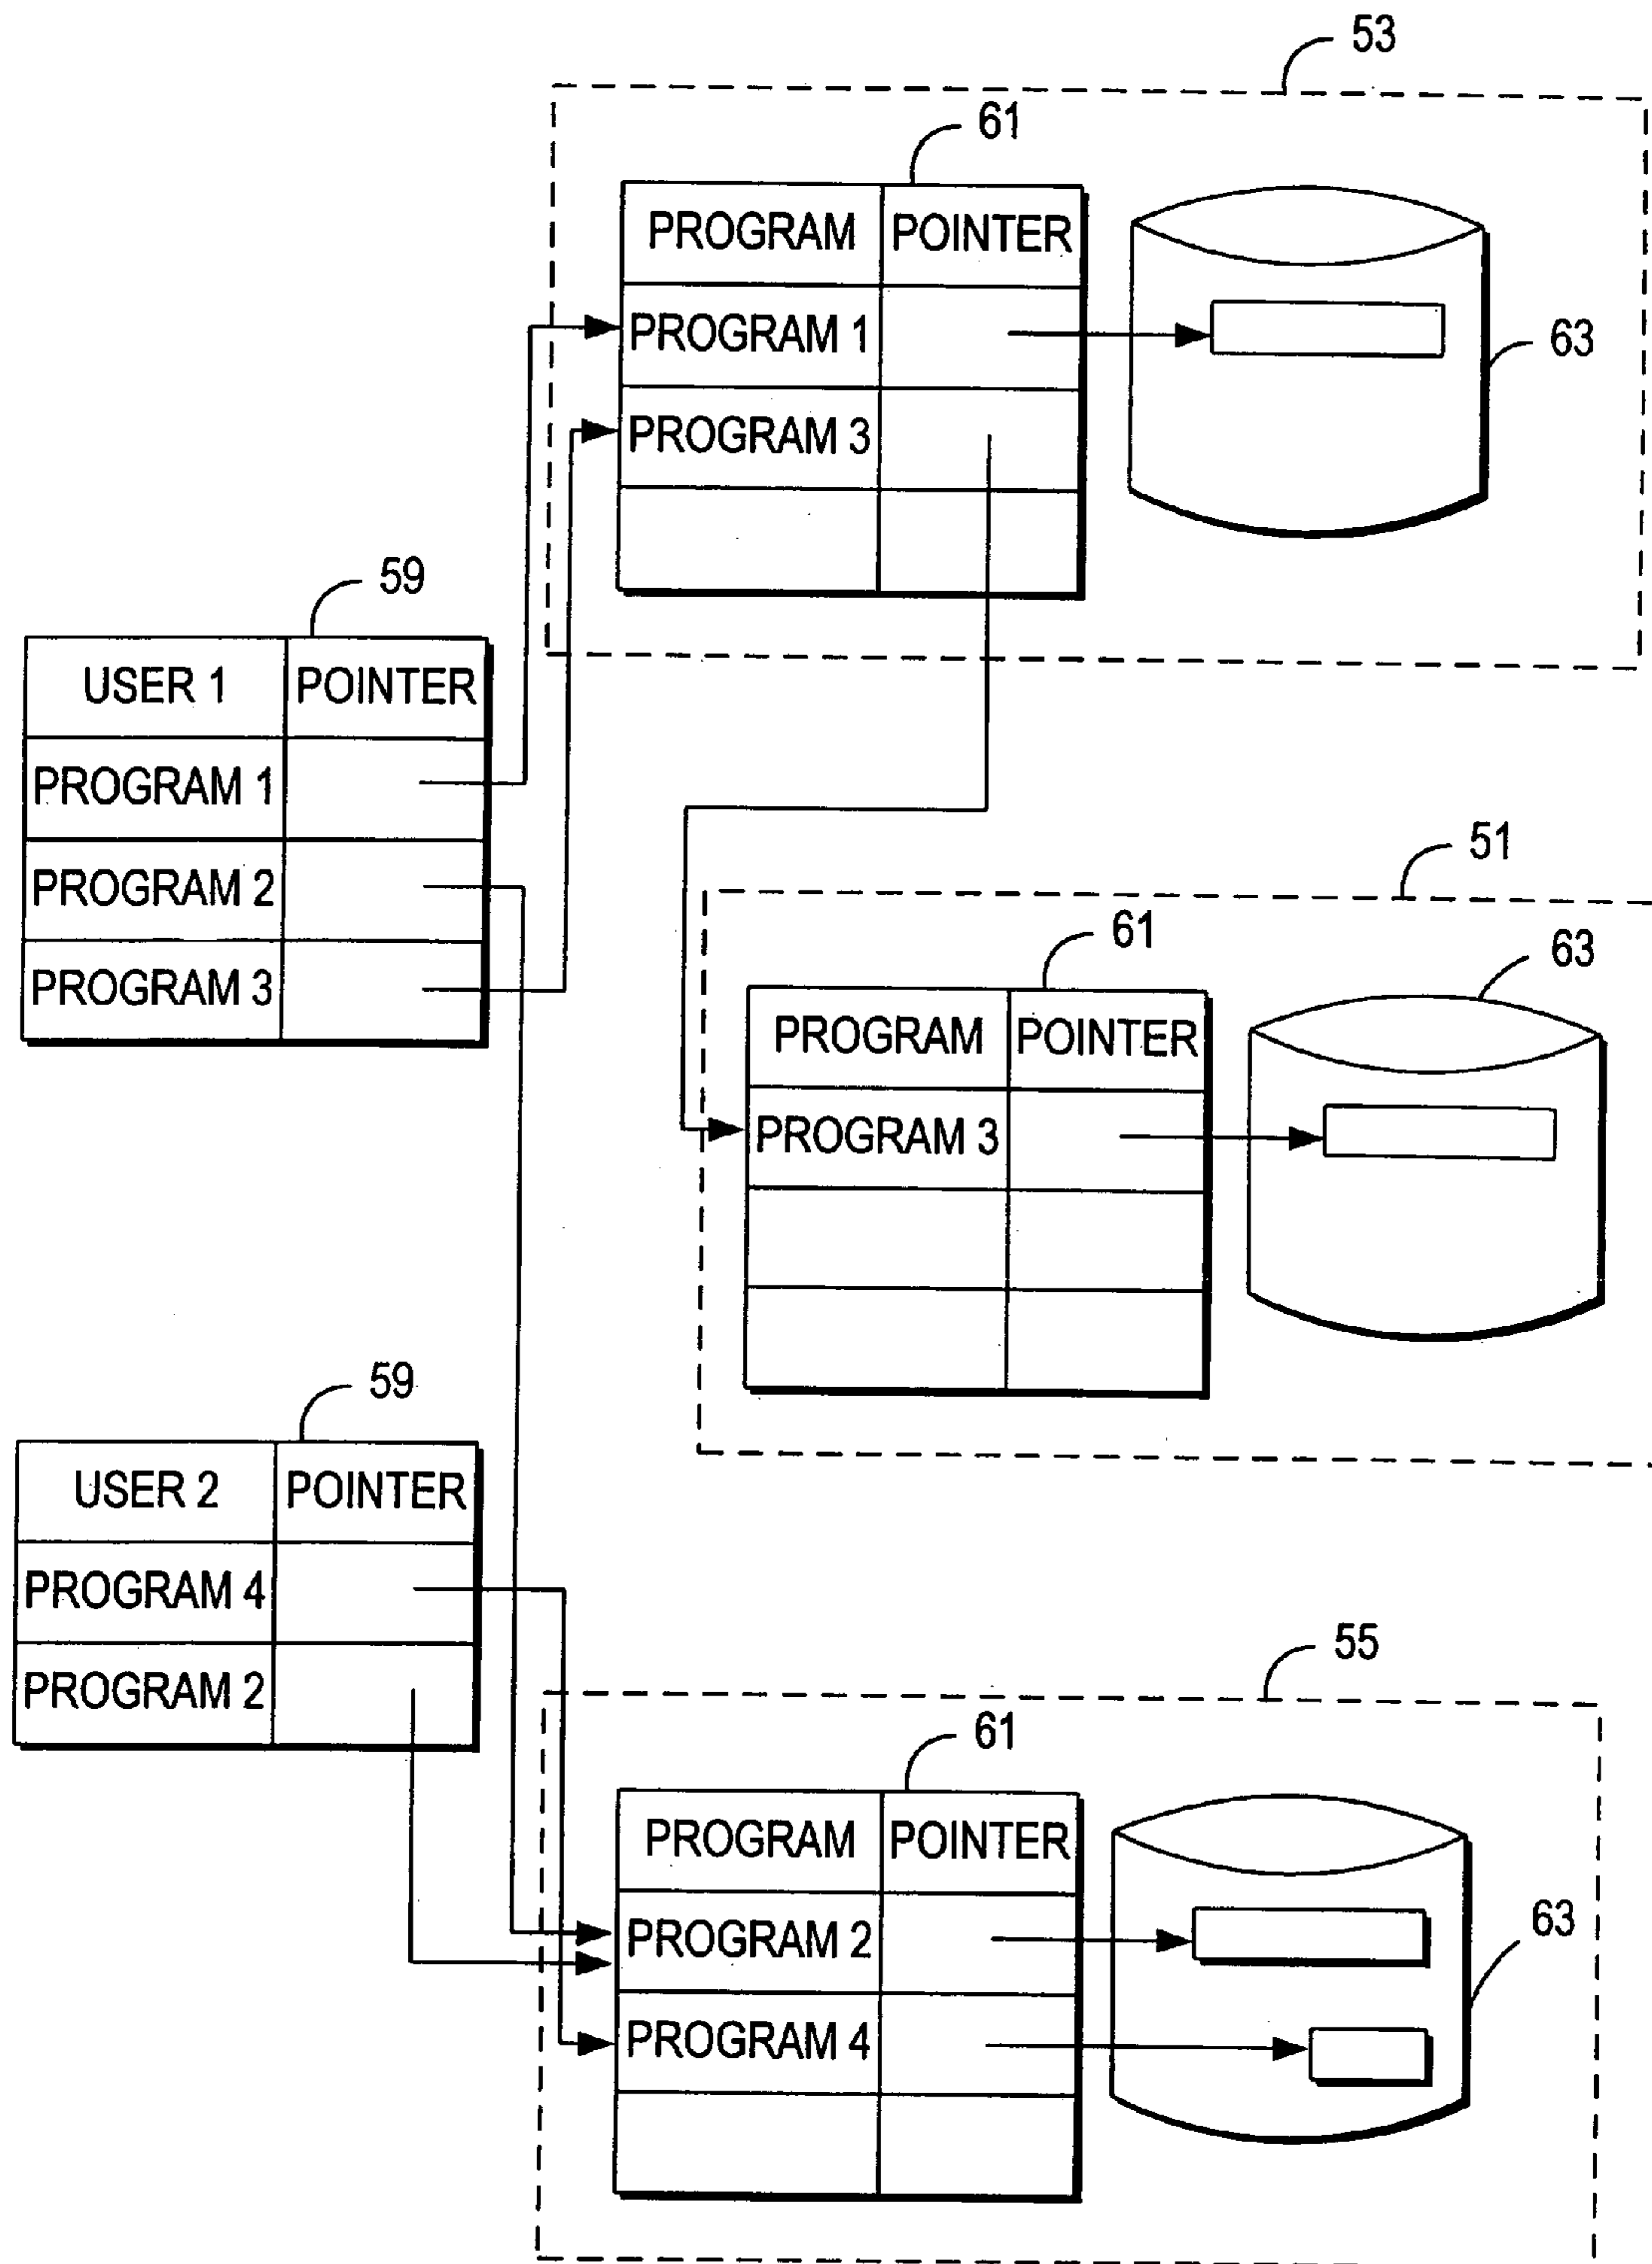 53
61
PROGRAM POINTER
PROGRAM 1
63
PROGRAM 3
59
USER 1 POINTER
PROGRAM 1
PROGRAM 2
PROGRAM 3
51
61
63
PROGRAM POINTER
PROGRAM 3
59
USER 2 POINTER
PROGRAM 4
PROGRAM 2
55
61
PROGRAM POINTER
PROGRAM 2
63
PROGRAM 4